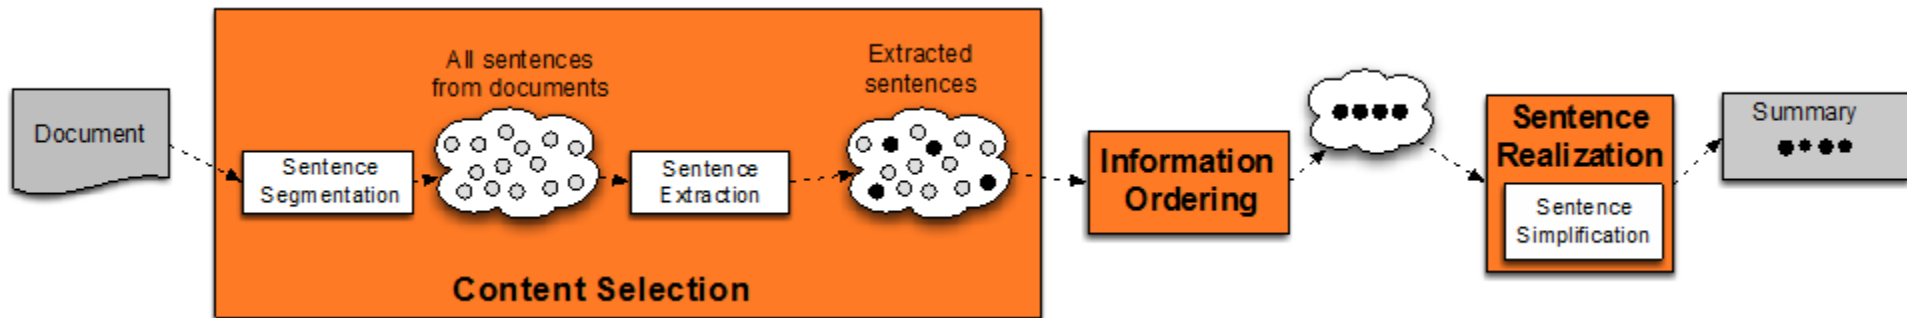 Document
Sentence
Segmentation
All sentences
from documents
Sentence
Extraction
Extracted
sentences
Content Selection
Information
Ordering
Sentence
Realization
Sentence
Simplification
Summary